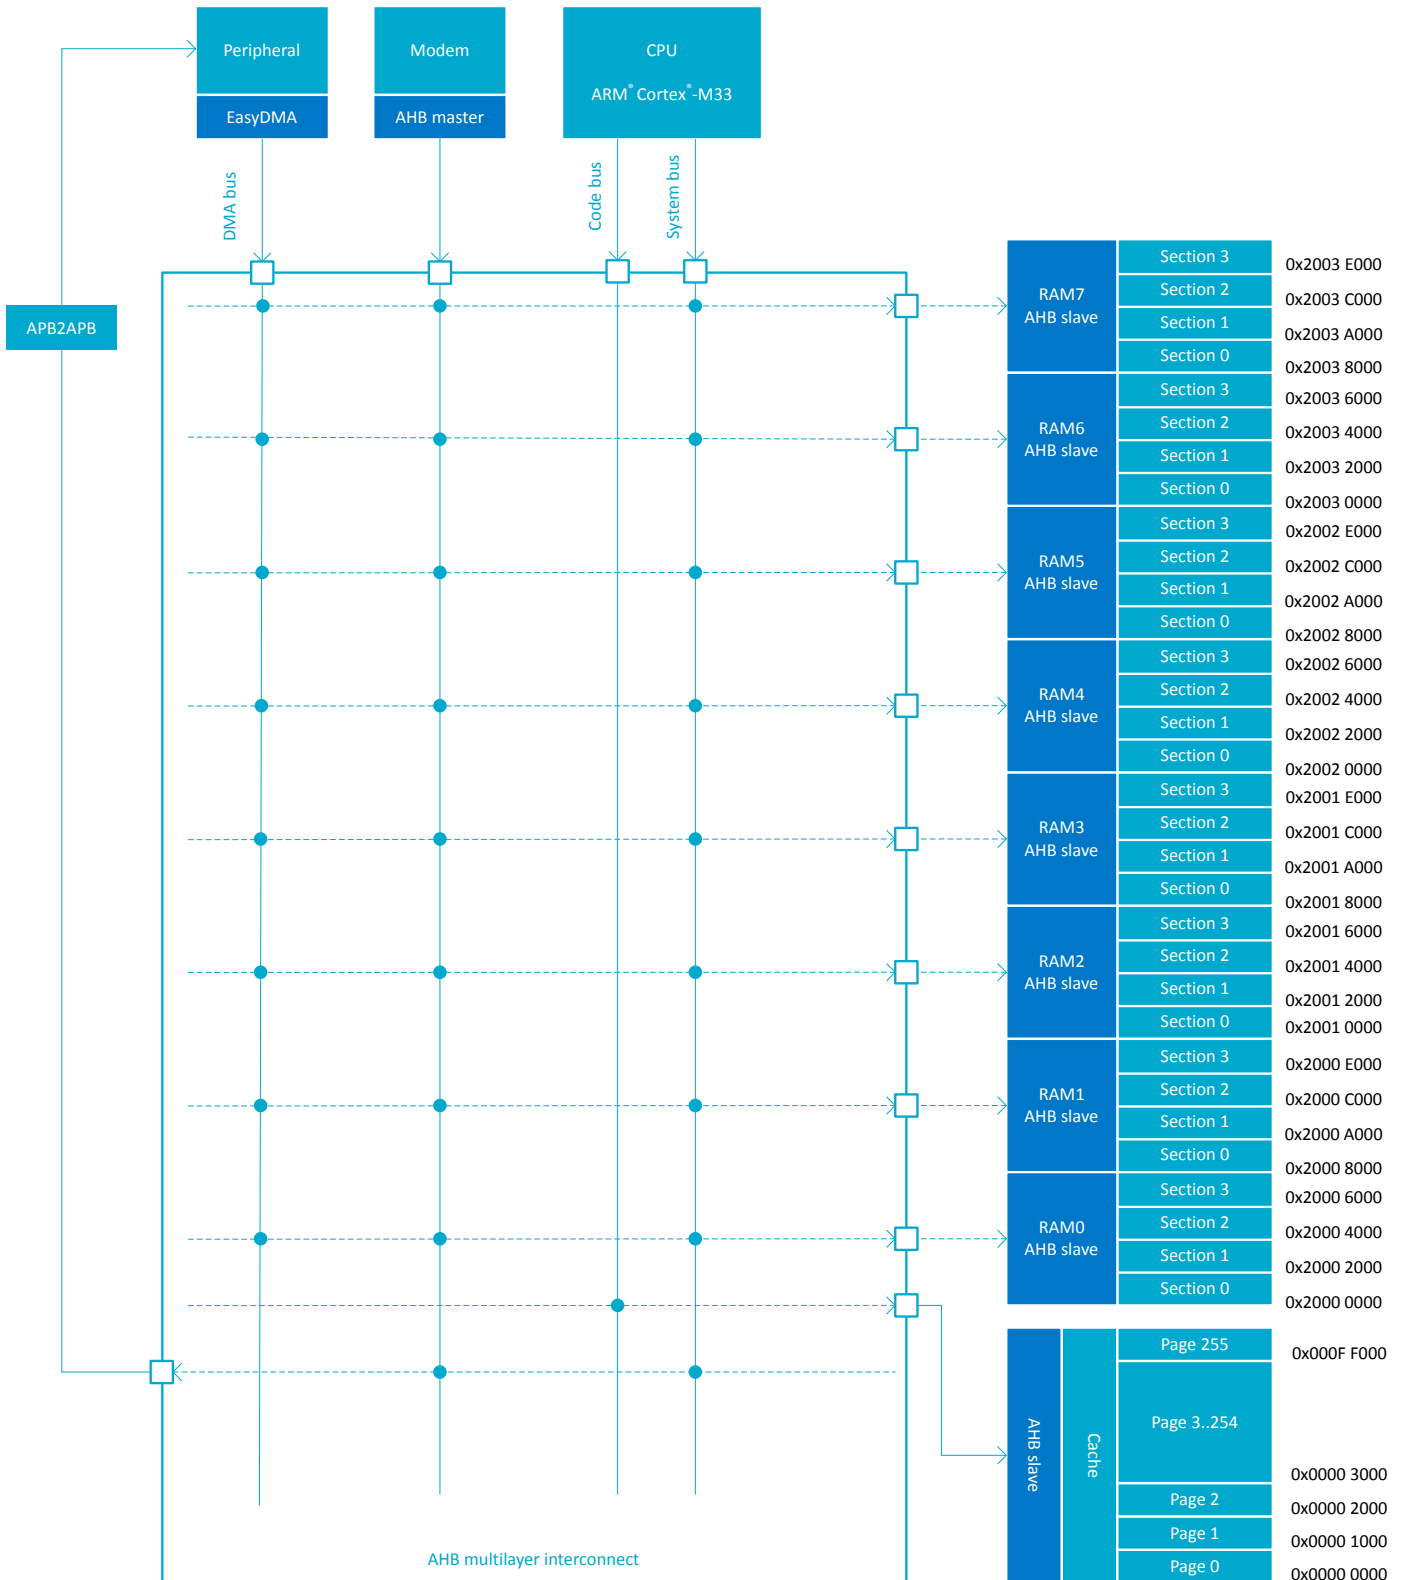 Peripheral
EasyDMA
Modem
AHB master
CPU
ARM® Cortex®-M33
DMA bus
Code bus
System bus
APB2APB
RAM7
AHB slave
Section 3
0x2003 E000
Section 2
0x2003 C000
Section 1
0x2003 A000
Section 0
0x2003 8000
RAM6
AHB slave
Section 3
0x2003 6000
Section 2
0x2003 4000
Section 1
0x2003 2000
Section 0
0x2003 0000
RAM5
AHB slave
Section 3
0x2002 E000
Section 2
0x2002 C000
Section 1
0x2002 A000
Section 0
0x2002 8000
RAM4
AHB slave
Section 3
0x2002 6000
Section 2
0x2002 4000
Section 1
0x2002 2000
Section 0
0x2002 0000
RAM3
AHB slave
Section 3
0x2001 E000
Section 2
0x2001 C000
Section 1
0x2001 A000
Section 0
0x2001 8000
RAM2
AHB slave
Section 3
0x2001 6000
Section 2
0x2001 4000
Section 1
0x2001 2000
Section 0
0x2001 0000
RAM1
AHB slave
Section 3
0x2000 E000
Section 2
0x2000 C000
Section 1
0x2000 A000
Section 0
0x2000 8000
RAM0
AHB slave
Section 3
0x2000 6000
Section 2
0x2000 4000
Section 1
0x2000 2000
Section 0
0x2000 0000
AHB slave
Cache
Page 255
0x000F F000
Page 3..254
0x0000 3000
Page 2
0x0000 2000
Page 1
0x0000 1000
Page 0
0x0000 0000
AHB multilayer interconnect